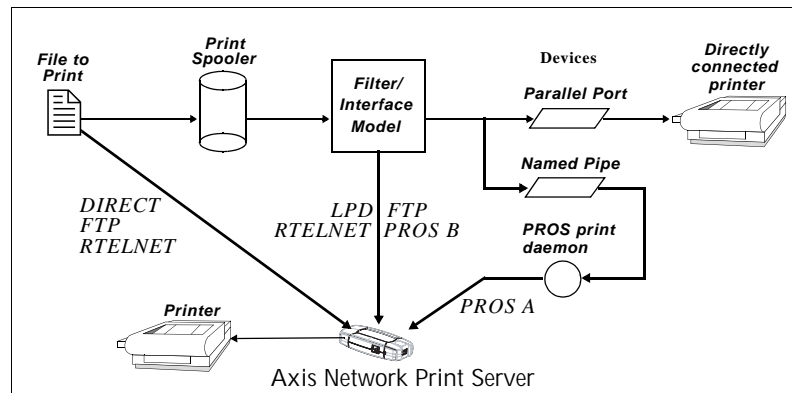 File to
Print
Print
Spooler
Filter/
Interface
Model
Devices
Parallel Port
Directly
connected
printer
Named Pipe
DIRECT
FTP
RTELNET
LPD FTP
RTELNET PROS B
PROS print
daemon
PROS A
Printer
Axis Network Print Server